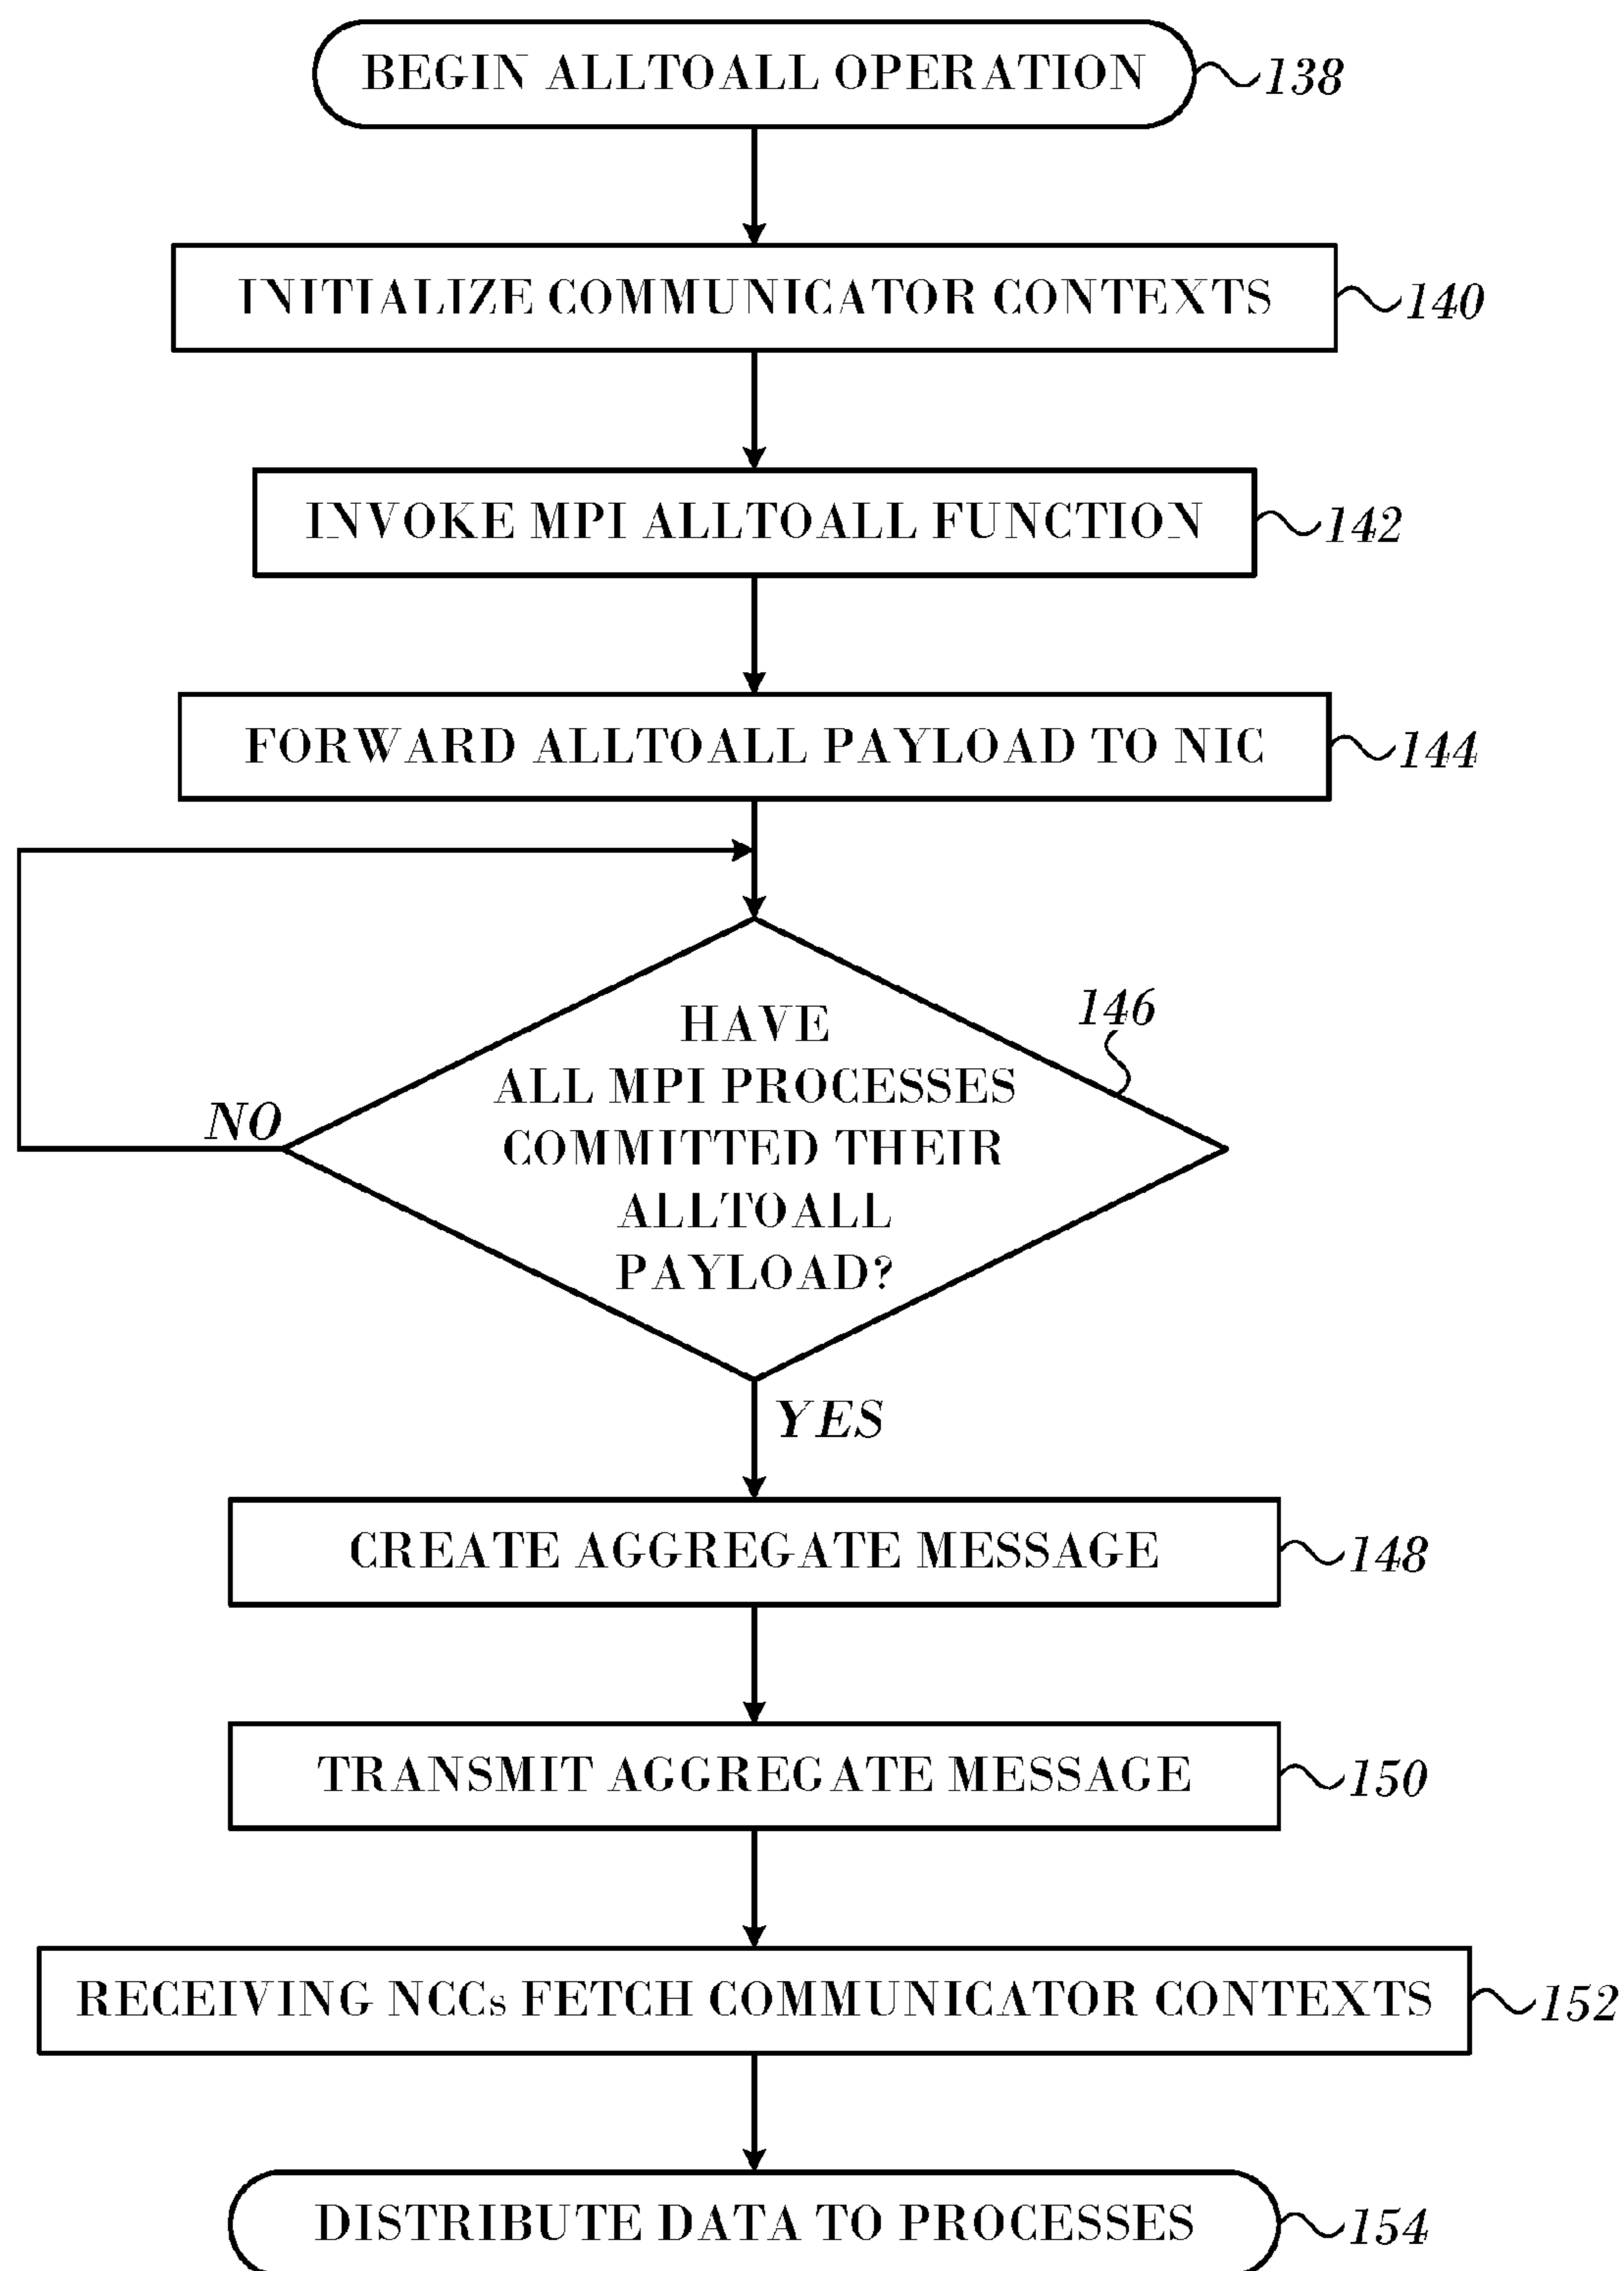 BEGIN ALLTOALL OPERATION 138
INITIALIZE COMMUNICATOR CONTEXTS 140
INVOKE MPI ALLTOALL FUNCTION 142
FORWARD ALLTOALL PAYLOAD TO NIC 144
146
HAVE
ALL MPI PROCESSES
COMMITTED THEIR
ALLTOALL
PAYLOAD?
NO
YES
CREATE AGGREGATE MESSAGE 148
TRANSMIT AGGREGATE MESSAGE 150
RECEIVING NCCs FETCH COMMUNICATOR CONTEXTS 152
DISTRIBUTE DATA TO PROCESSES 154